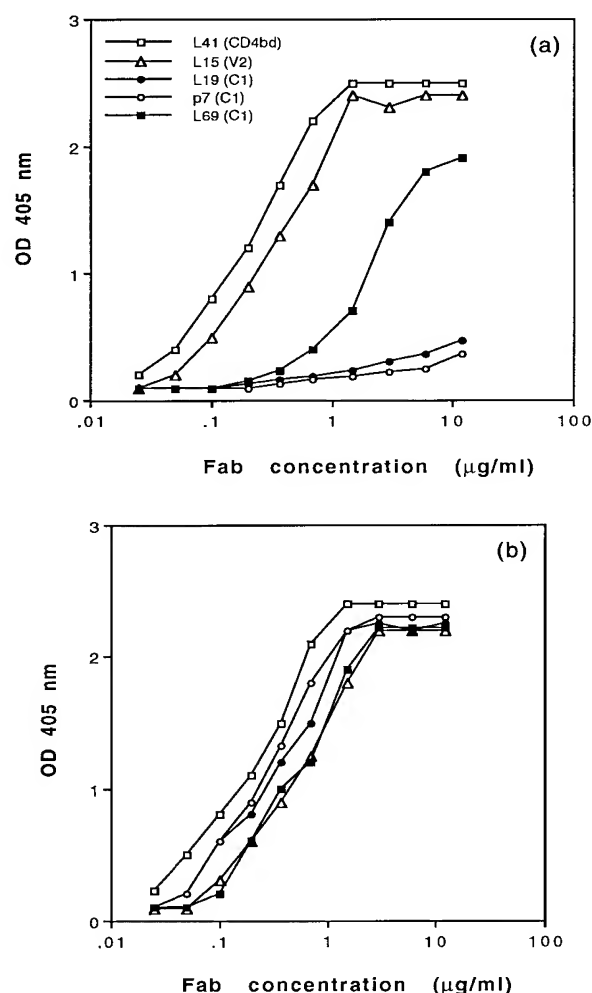 3
(a)
L41 (CD4bd)
L15 (V2)
L19 (C1)
p7 (C1)
L69 (C1)
2
OD 405 nm
1
0
.01 .1 1 10 100
Fab concentration (μg/ml)
3
(b)
2
OD 405 nm
1
0
.01 .1 1 10 100
Fab concentration (μg/ml)